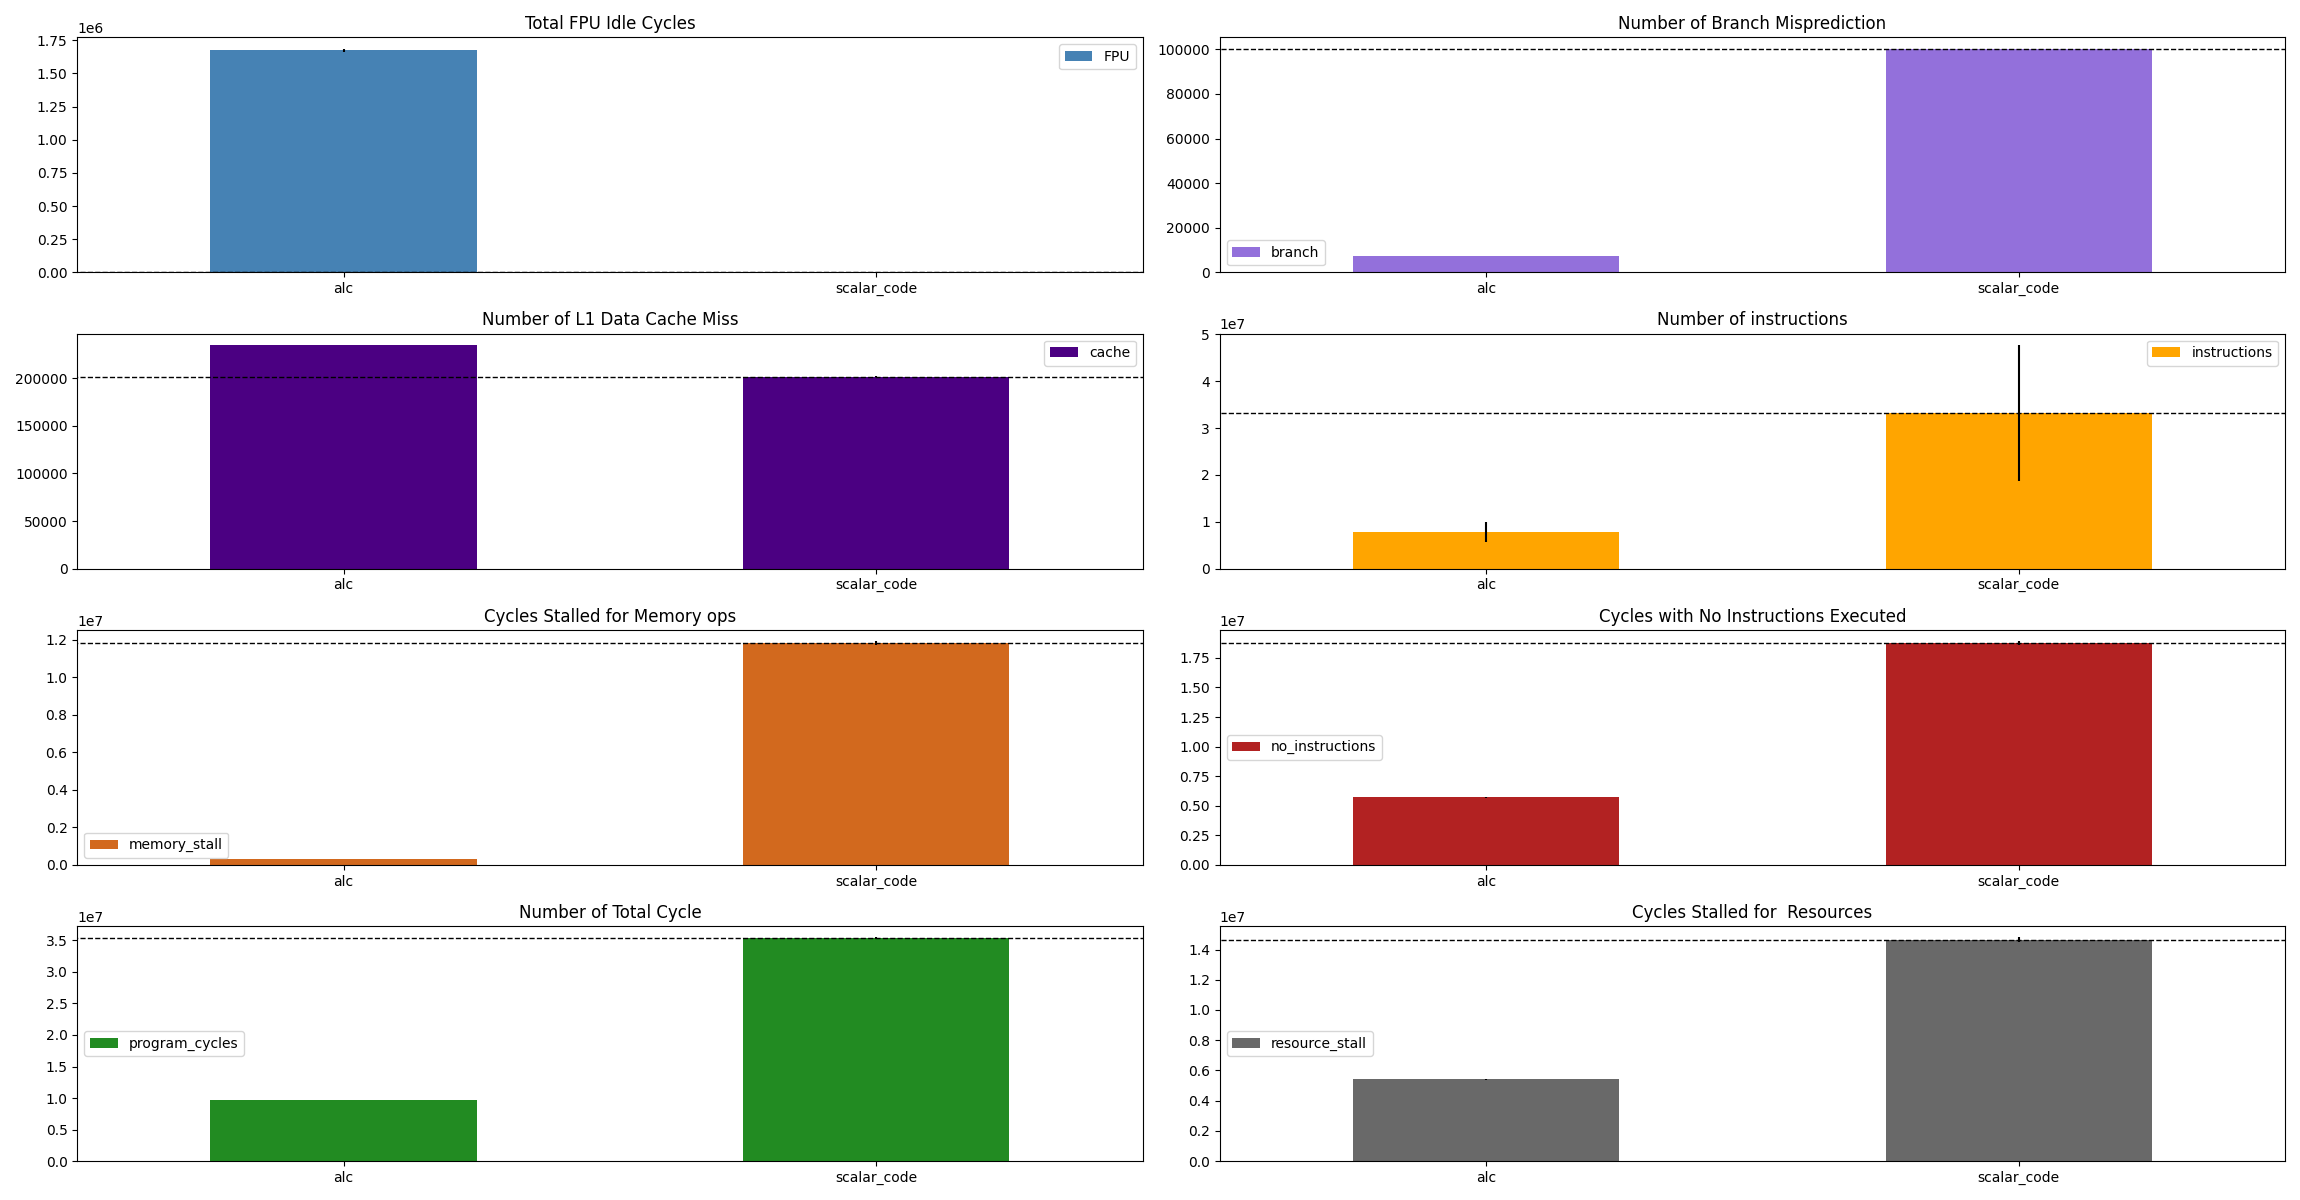 Total FPU Idle Cycles
1e6
1.75
1.50
1.25
1.00
0.75
0.50
0.25
0.00
FPU
alc
scalar_code
Number of Branch Misprediction
100000
80000
60000
40000
20000
0
branch
alc
scalar_code
Number of L1 Data Cache Miss
200000
150000
100000
50000
0
cache
alc
scalar_code
Number of instructions
1e7
5
4
3
2
1
0
instructions
alc
scalar_code
Cycles Stalled for Memory ops
1e7
1.2
1.0
0.8
0.6
0.4
0.2
0.0
memory_stall
alc
scalar_code
Cycles with No Instructions Executed
1e7
1.75
1.50
1.25
1.00
0.75
0.50
0.25
0.00
no_instructions
alc
scalar_code
Number of Total Cycle
1e7
3.5
3.0
2.5
2.0
1.5
1.0
0.5
0.0
program_cycles
alc
scalar_code
Cycles Stalled for  Resources
1e7
1.4
1.2
1.0
0.8
0.6
0.4
0.2
0.0
resource_stall
alc
scalar_code